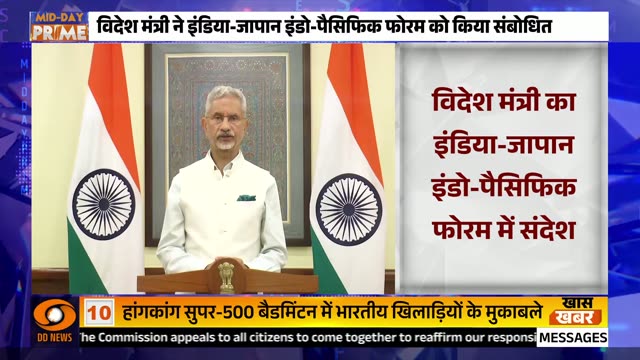 MID-DAY
PRIME
विदेश मंत्री ने इंडिया-जापान इंडो-पैसिफिक फोरम को किया संबोधित
विदेश मंत्री का
इंडिया-जापान
इंडो-पैसिफिक
फोरम में संदेश
10
हांगकांग सुपर-500 बैडमिंटन में भारतीय खिलाड़ियों के मुकाबले
खास
खबर
DD NEWS
The Commission appeals to all citizens to come together to reaffirm our respons
MESSAGES